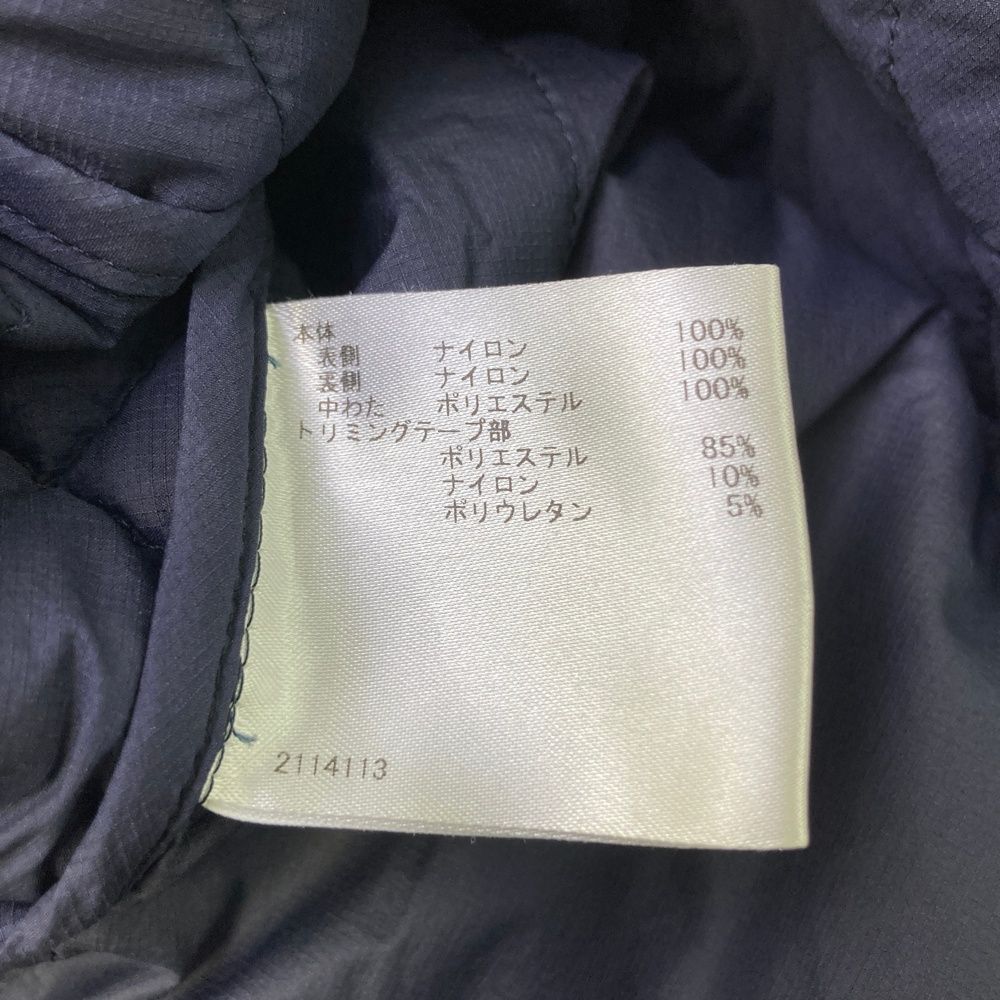 本体
表側 ナイロン 100%
裏側 ナイロン 100%
中わた ポリエステル 100%
トリミングテープ部
ポリエステル 85%
ナイロン 10%
ポリウレタン 5%
2114113